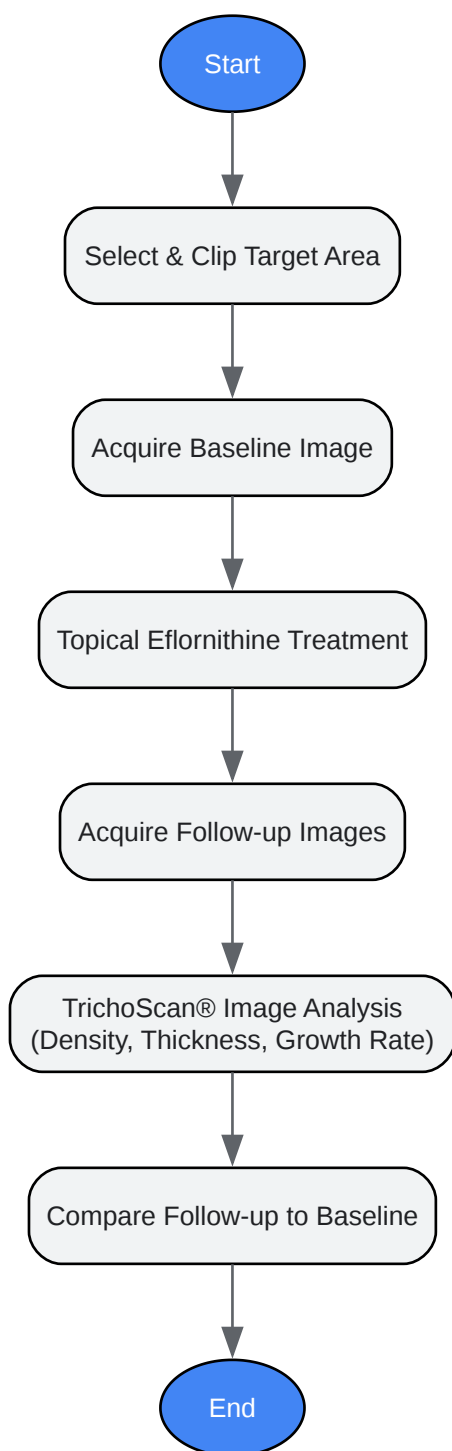 Start
Select & Clip Target Area
Acquire Baseline Image
Topical Eflornithine Treatment
Acquire Follow-up Images
TrichoScan® Image Analysis
(Density, Thickness, Growth Rate)
Compare Follow-up to Baseline
End